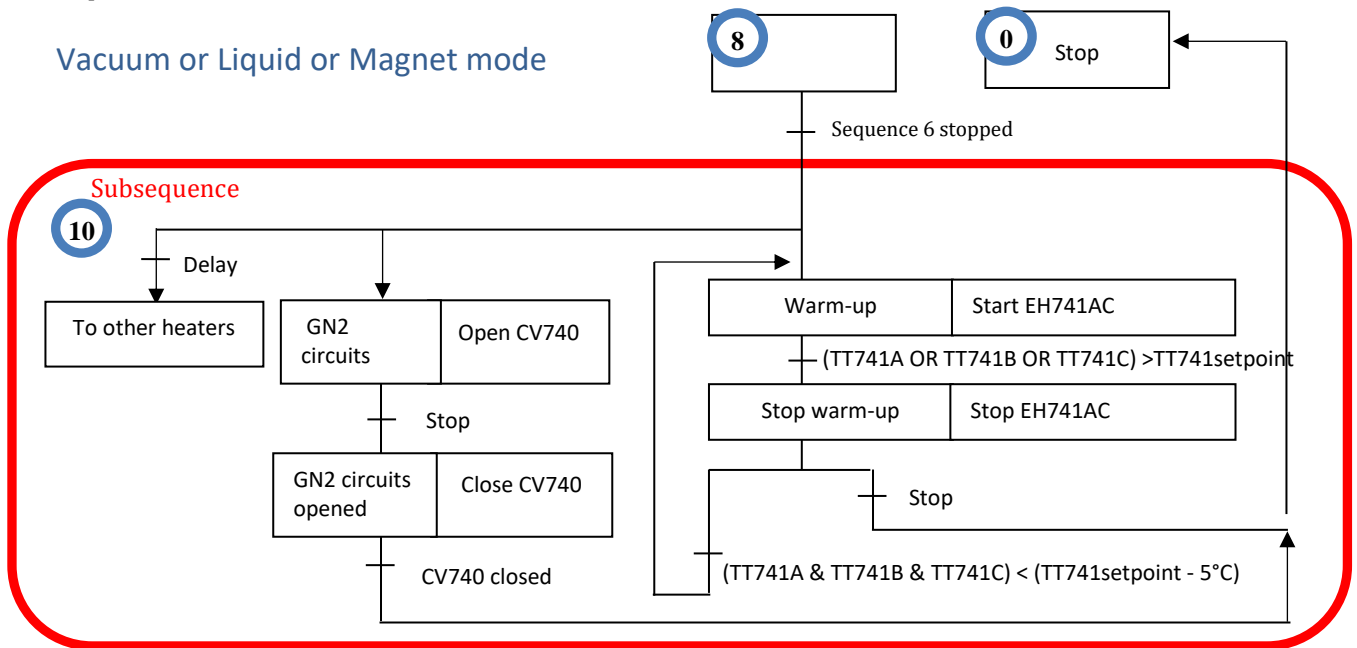 Vacuum or Liquid or Magnet mode
8
0
Stop
Sequence 6 stopped
Subsequence
10
Delay
To other heaters
GN2
circuits
Open CV740
Warm-up
Start EH741AC
(TT741A OR TT741B OR TT741C) >TT741setpoint
Stop
Stop warm-up
Stop EH741AC
GN2 circuits
opened
Close CV740
Stop
CV740 closed
(TT741A & TT741B & TT741C) < (TT741setpoint - 5°C)